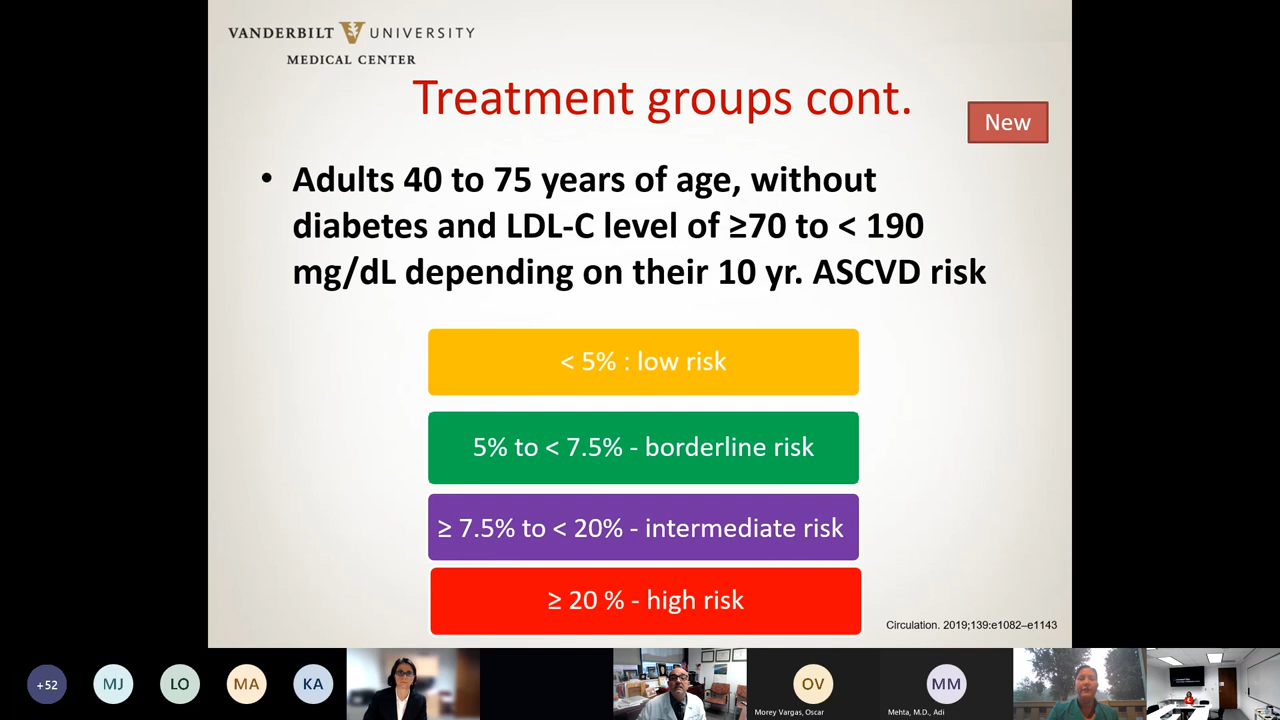 VANDERBILT V UNIVERSITY
MEDICAL CENTER
Treatment groups cont.
New
• Adults 40 to 75 years of age, without
diabetes and LDL-C level of ≥70 to < 190
mg/dL depending on their 10 yr. ASCVD risk
< 5% : low risk
5% to < 7.5% - borderline risk
≥ 7.5% to < 20% - intermediate risk
≥ 20 % - high risk
Circulation. 2019;139:e1082–e1143
+52
MJ
LO
MA
KA
OV
Morey Vargas, Oscar
MM
Mehta, M.D., Adi